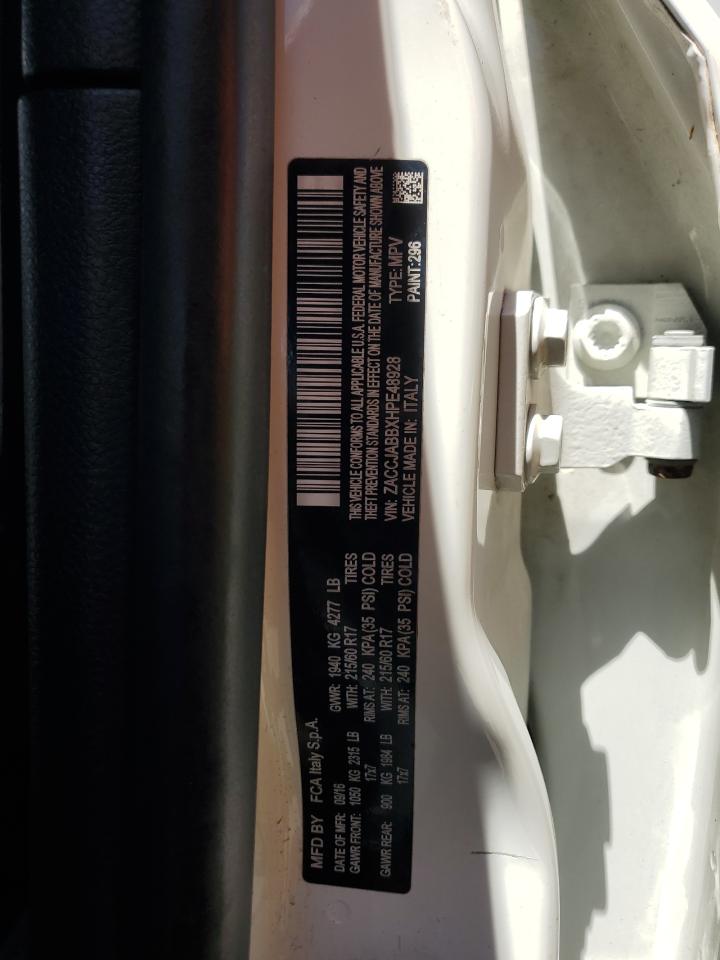 MFD BY FCA Italy S.p.A.
DATE OF MFR: 09/16 GVWR: 1940 KG 4277 LB
GAWR FRONT: 1050 KG 2315 LB WITH: 215/60 R17 TIRES
17x7 RIMS AT: 240 KPA(35 PSI) COLD
GAWR REAR: 900 KG 1984 LB WITH: 215/60 R17 TIRES
17x7 RIMS AT: 240 KPA(35 PSI) COLD
THIS VEHICLE CONFORMS TO ALL APPLICABLE U.S.A. FEDERAL MOTOR VEHICLE SAFETY AND
THEFT PREVENTION STANDARDS IN EFFECT ON THE DATE OF MANUFACTURE SHOWN ABOVE
VIN: ZACCJABBXHPE48928 TYPE: MPV
VEHICLE MADE IN: ITALY PAINT:296